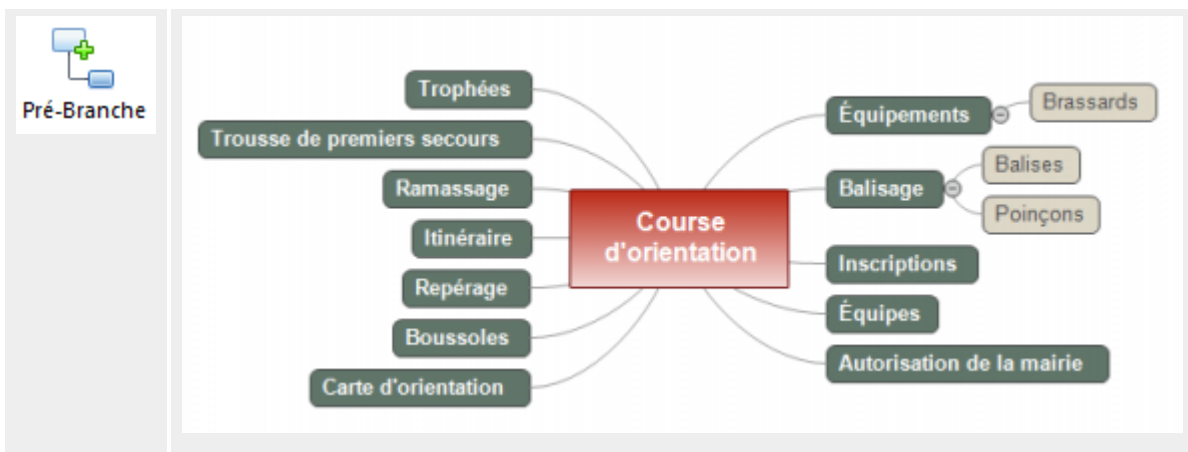 Pré-Branche
Trophées
Trousse de premiers secours
Ramassage
Itinéraire
Repérage
Boussoles
Carte d'orientation
Course
d'orientation
Équipements
Brassards
Balisage
Balises
Poinçons
Inscriptions
Équipes
Autorisation de la mairie